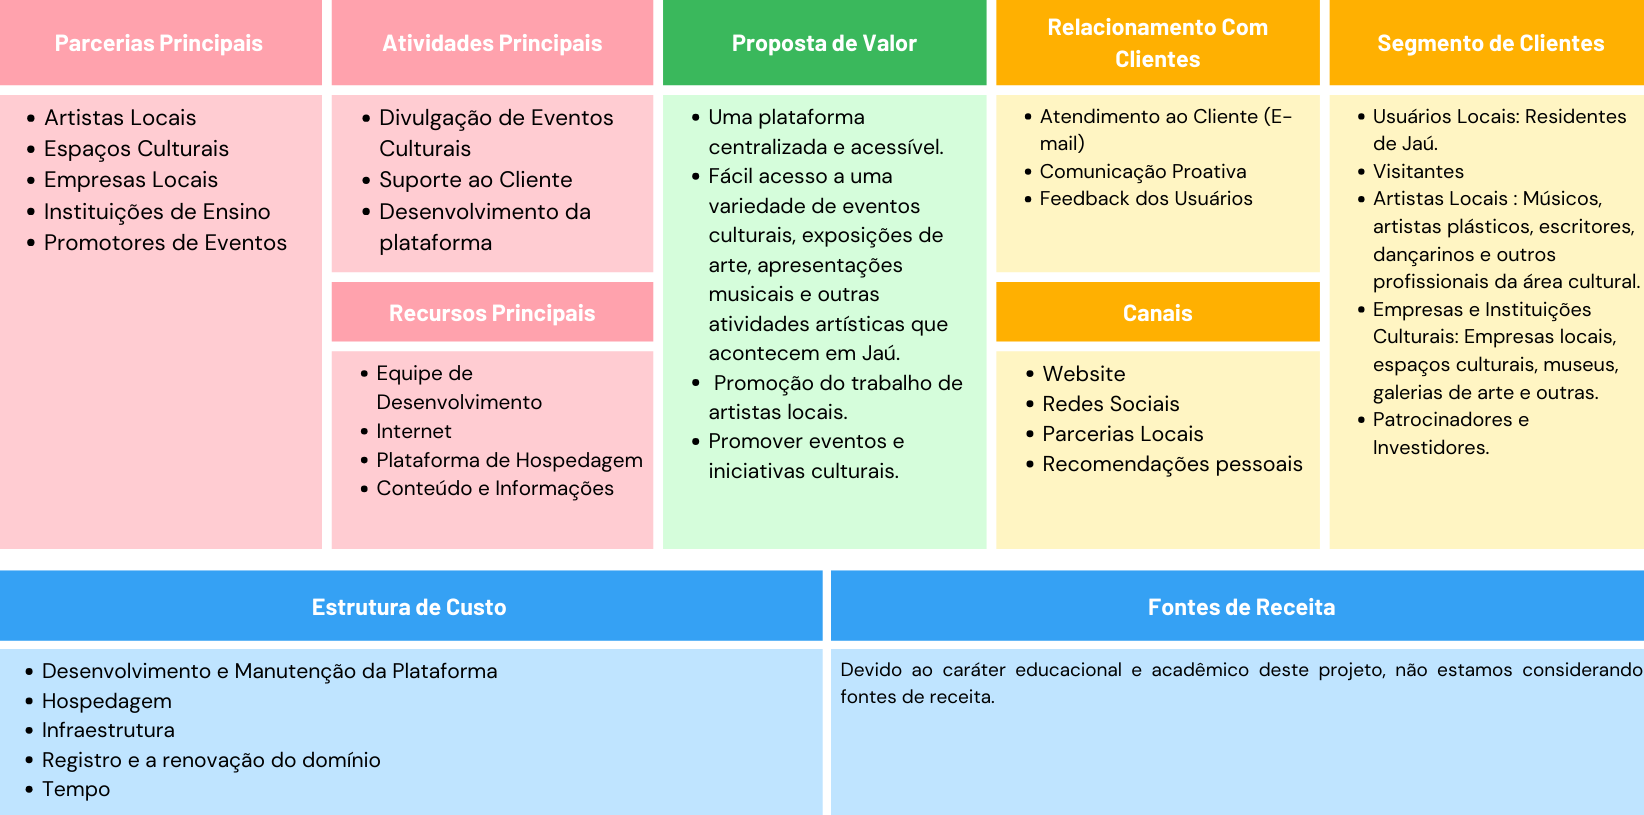 Parcerias Principais
• Artistas Locais
• Espaços Culturais
• Empresas Locais
• Instituições de Ensino
• Promotores de Eventos
Atividades Principais
• Divulgação de Eventos
Culturais
• Suporte ao Cliente
• Desenvolvimento da
plataforma
Recursos Principais
• Equipe de
Desenvolvimento
• Internet
• Plataforma de Hospedagem
• Conteúdo e Informações
Proposta de Valor
• Uma plataforma
centralizada e acessível.
• Fácil acesso a uma
variedade de eventos
culturais, exposições de
arte, apresentações
musicais e outras
atividades artísticas que
acontecem em Jaú.
• Promoção do trabalho de
artistas locais.
• Promover eventos e
iniciativas culturais.
Relacionamento Com
Clientes
• Atendimento ao Cliente (E-
mail)
• Comunicação Proativa
• Feedback dos Usuários
Canais
• Website
• Redes Sociais
• Parcerias Locais
• Recomendações pessoais
Segmento de Clientes
• Usuários Locais: Residentes
de Jaú.
• Visitantes
• Artistas Locais : Músicos,
artistas plásticos, escritores,
dançarinos e outros
profissionais da área cultural.
• Empresas e Instituições
Culturais: Empresas locais,
espaços culturais, museus,
galerias de arte e outras.
• Patrocinadores e
Investidores.
Estrutura de Custo
• Desenvolvimento e Manutenção da Plataforma
• Hospedagem
• Infraestrutura
• Registro e a renovação do domínio
• Tempo
Fontes de Receita
Devido ao caráter educacional e acadêmico deste projeto, não estamos considerando
fontes de receita.